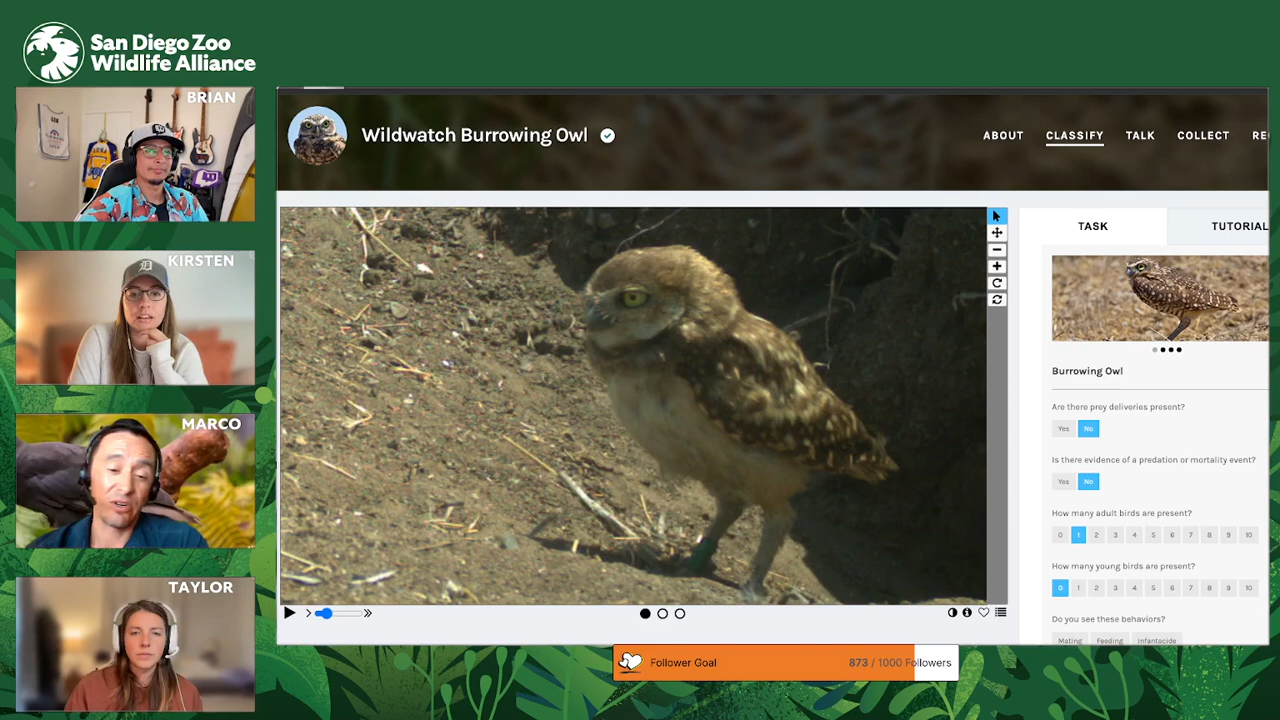 San Diego Zoo
Wildlife Alliance
BRIAN
KIRSTEN
MARCO
TAYLOR
Wildwatch Burrowing Owl
ABOUT CLASSIFY TALK COLLECT RE
TASK TUTORIAL
Burrowing Owl
Are there prey deliveries present?
Yes No
Is there evidence of a predation or mortality event?
Yes No
How many adult birds are present?
0 1 2 3 4 5 6 7 8 9 10
How many young birds are present?
0 1 2 3 4 5 6 7 8 9 10
Do you see these behaviors?
Mating Feeding Infantacide
Follower Goal 873 / 1000 Followers